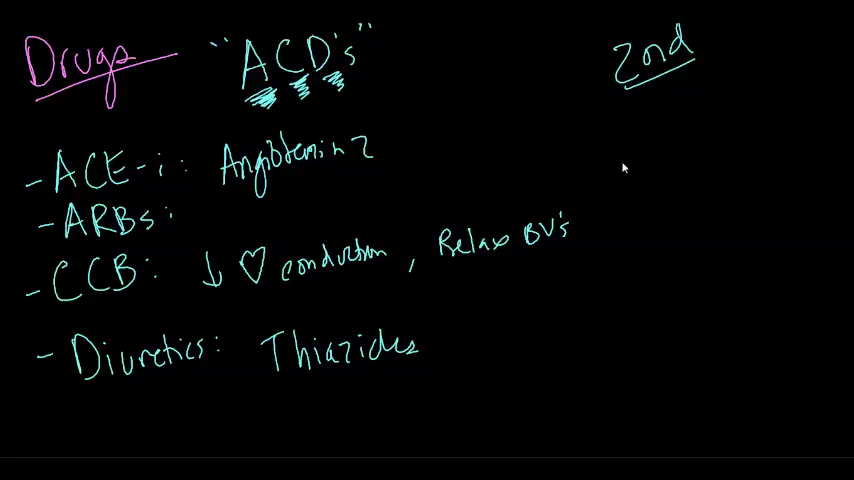 Drugs "ACD's" 2nd
- ACE-i: Angiotensin 2
- ARBs:
- CCB: ↓ ♡ conduction, Relax BV's
- Diuretics: Thiazides